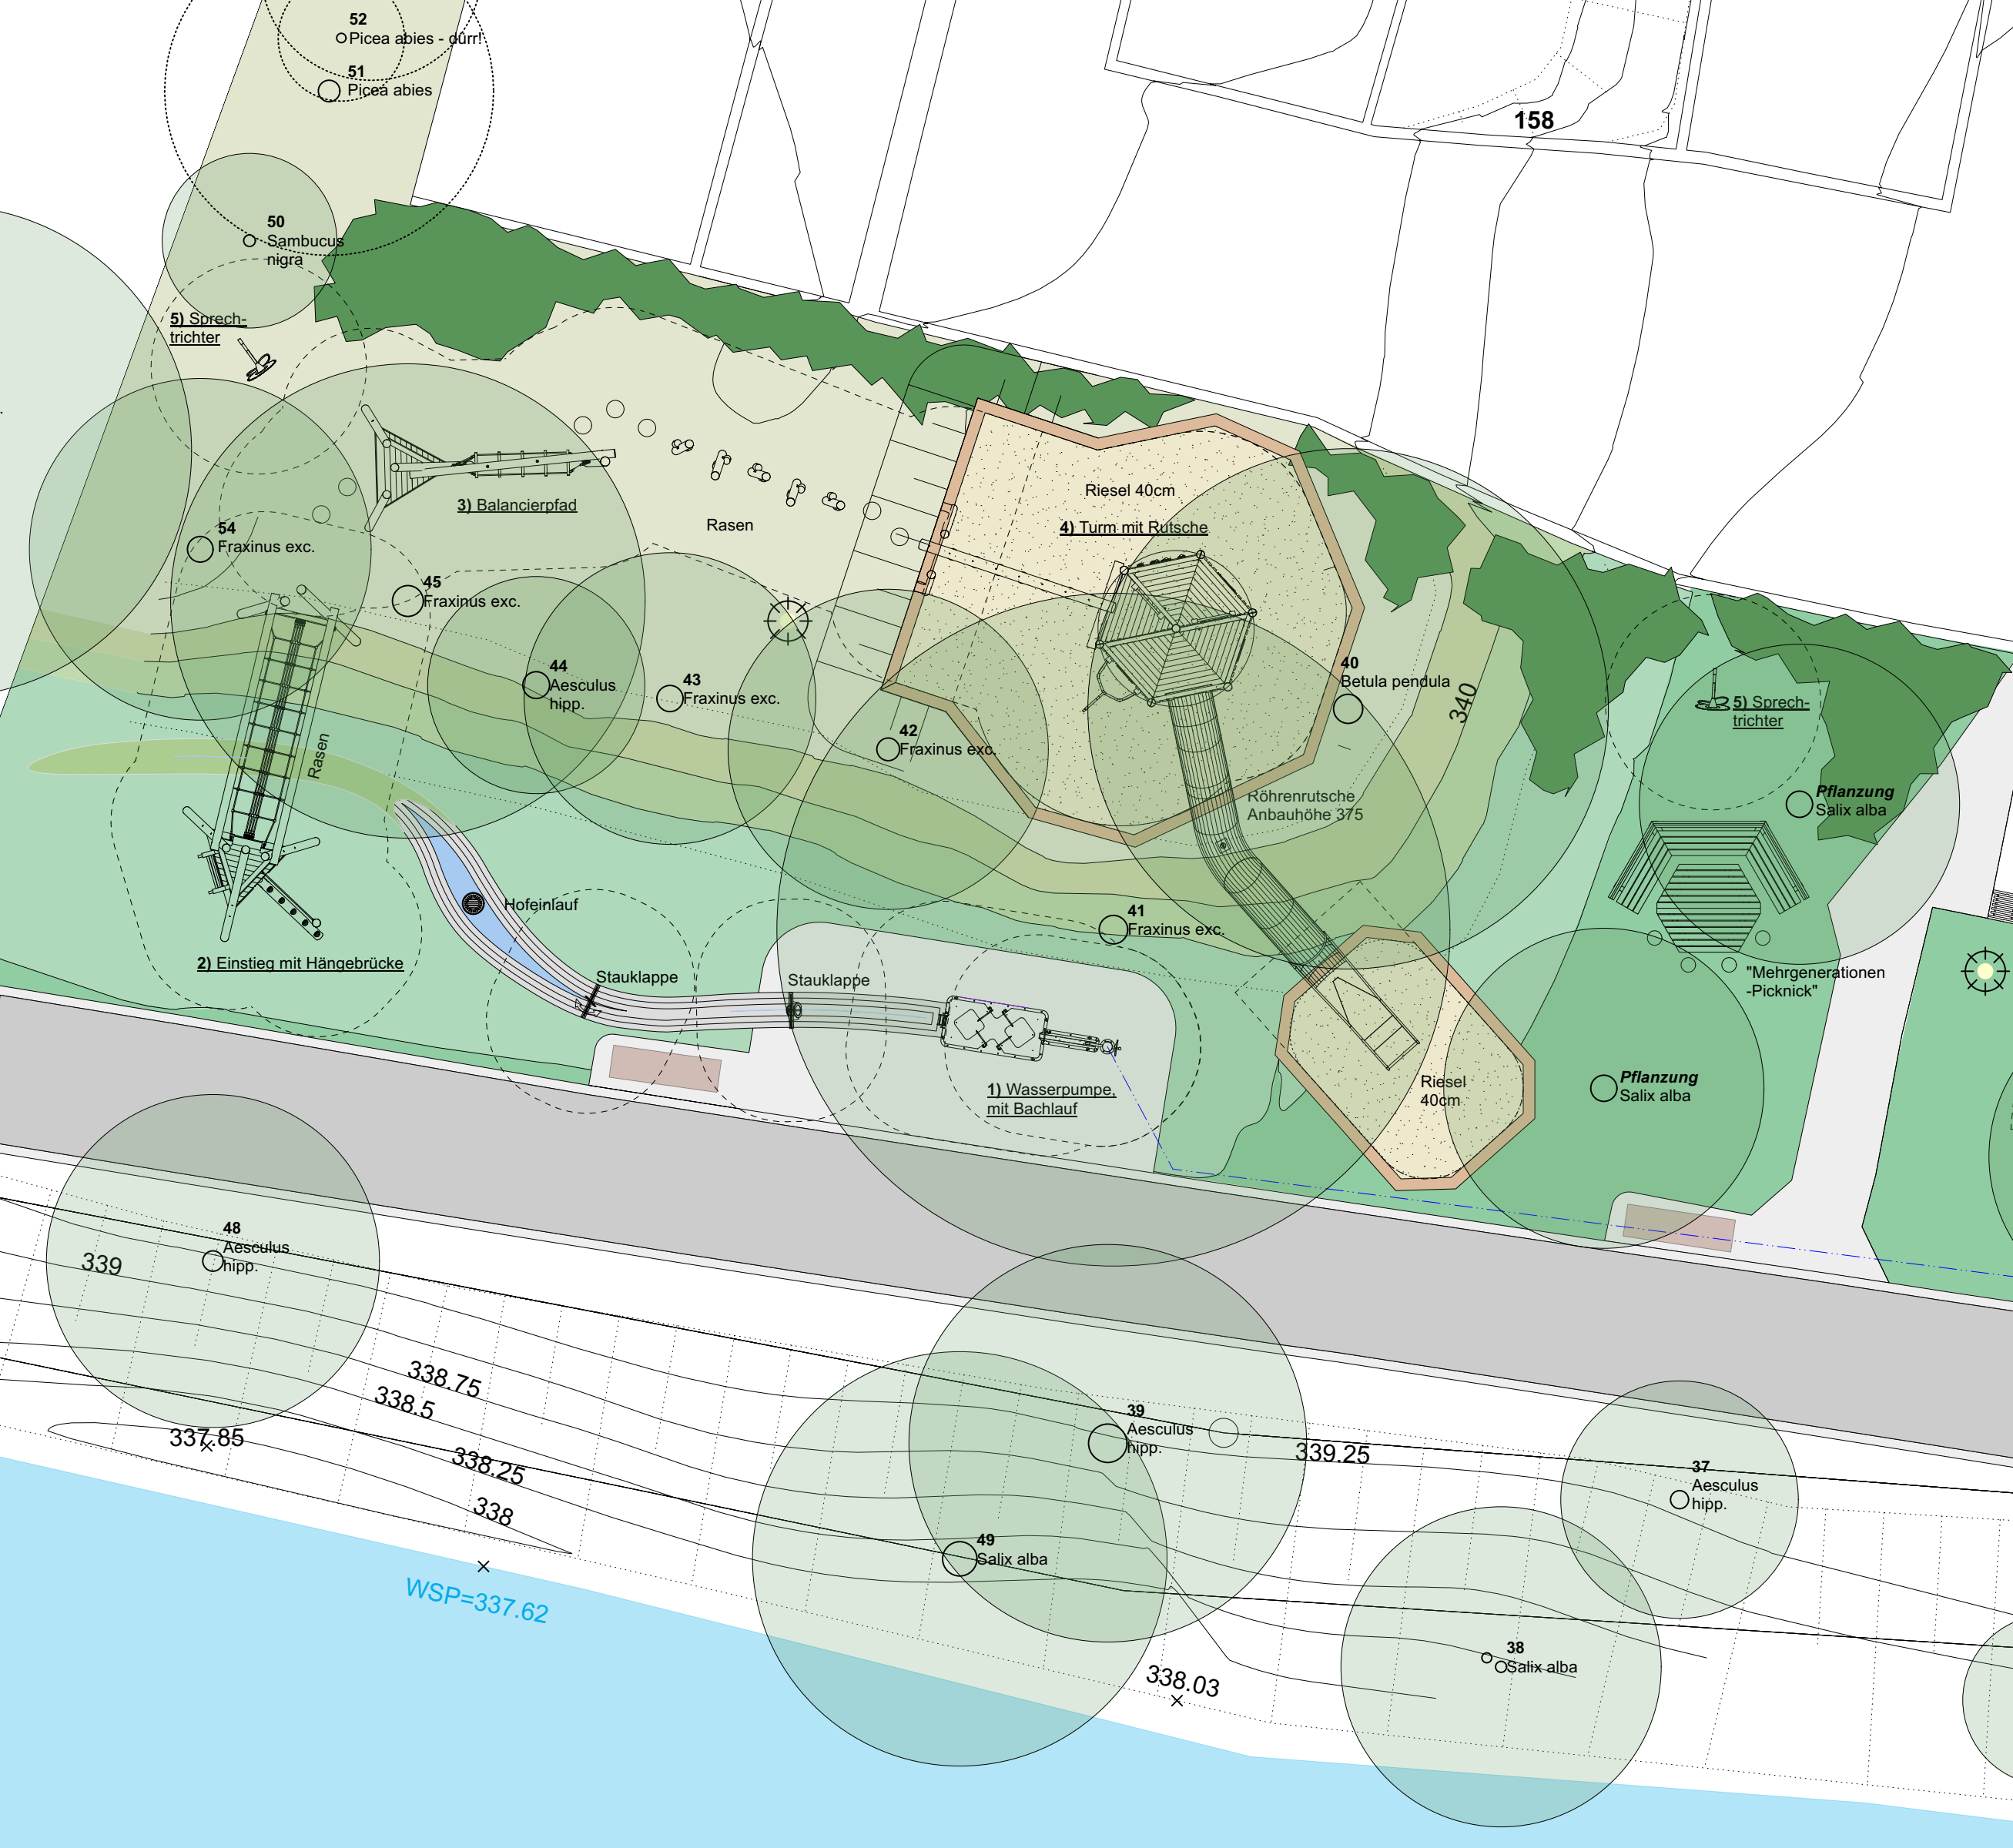 52
Picea abies - dürr!
51
Picea abies
158
50
Sambucus
nigra
5) Sprech-
trichter
3) Balancierpfad
Rasen
Riesel 40cm
4) Turm mit Rutsche
54
Fraxinus exc.
45
Fraxinus exc.
44
Aesculus
hipp.
43
Fraxinus exc.
42
Fraxinus exc.
40
Betula pendula
340
5) Sprech-
trichter
Rasen
Röhrenrutsche
Anbauhöhe 375
Pflanzung
Salix alba
Hofeinlauf
41
Fraxinus exc.
2) Einstieg mit Hängebrücke
Stauklappe
Stauklappe
"Mehrgenerationen
-Picknick"
1) Wasserpumpe,
mit Bachlauf
Riesel
40cm
Pflanzung
Salix alba
48
Aesculus
hipp.
339
338.75
338.5
337.85
338.25
338
39
Aesculus
hipp.
339.25
37
Aesculus
hipp.
49
Salix alba
WSP=337.62
38
Salix alba
338.03